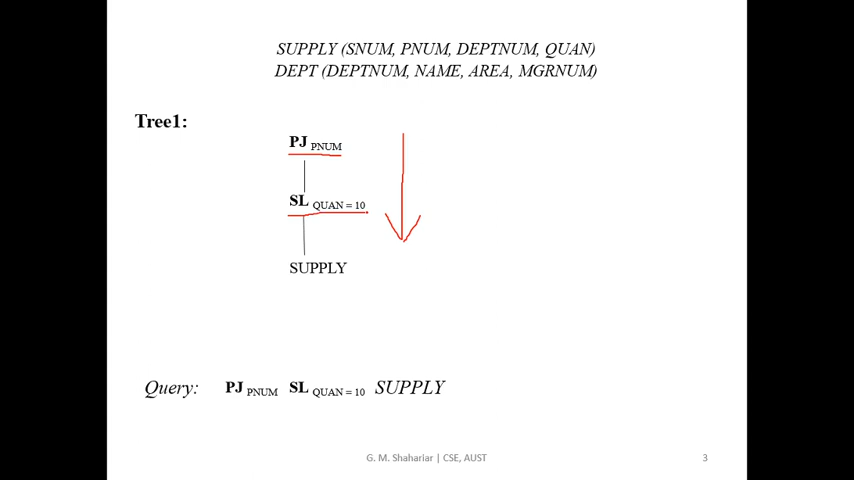 SUPPLY (SNUM, PNUM, DEPTNUM, QUAN)
DEPT (DEPTNUM, NAME, AREA, MGRNUM)
Tree1:
PJ PNUM
SL QUAN = 10
SUPPLY
Query: PJ PNUM SL QUAN = 10 SUPPLY
G. M. Shahariar | CSE, AUST 3